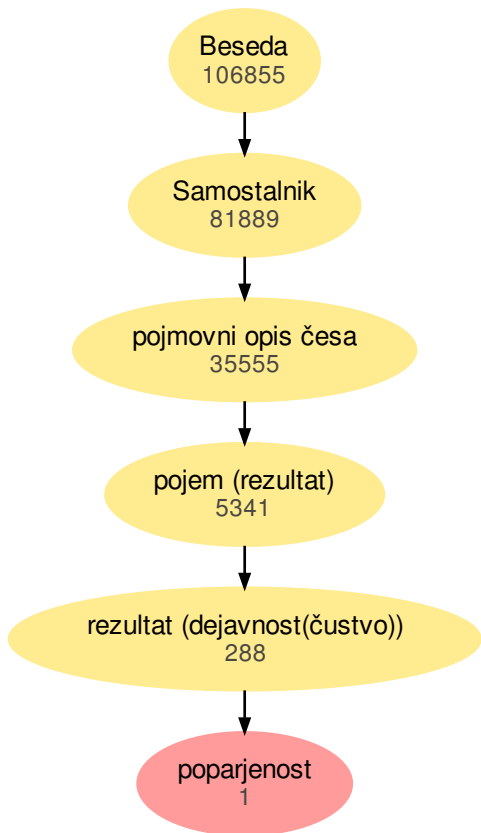 Beseda
106855
Samostalnik
81889
pojmovni opis česa
35555
pojem (rezultat)
5341
rezultat (dejavnost(čustvo))
288
poparjenost
1